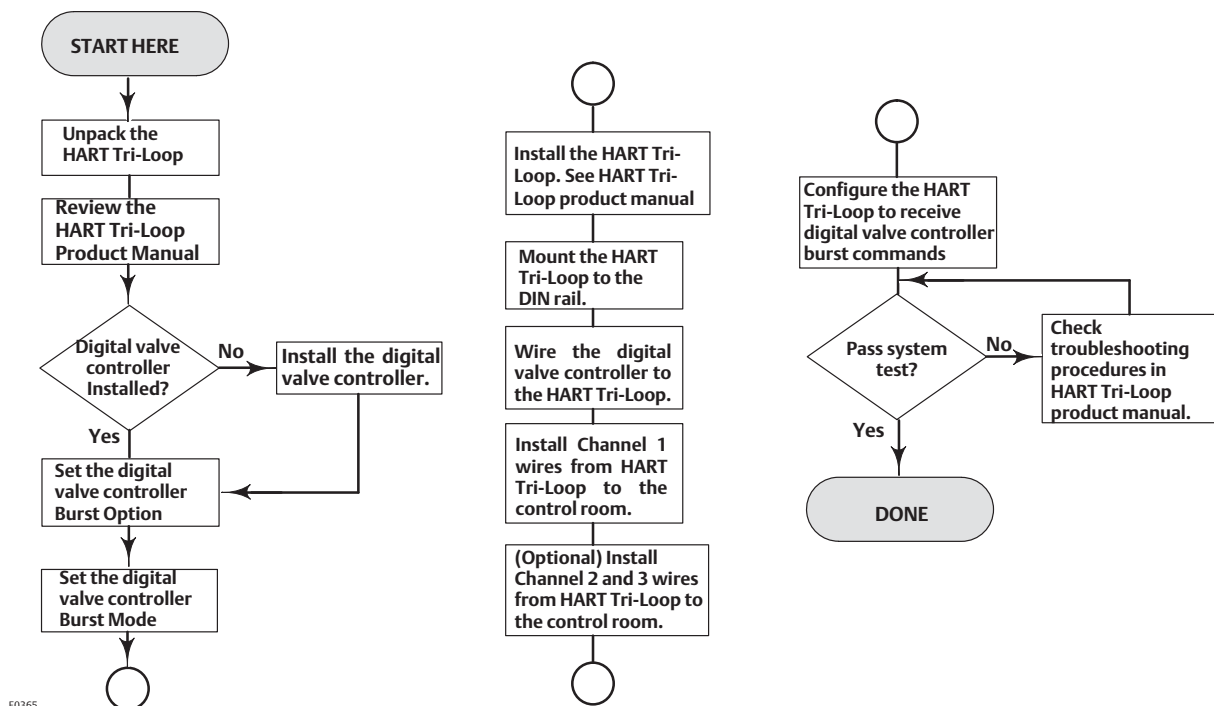 START HERE
Unpack the
HART Tri-Loop
Review the
HART Tri-Loop
Product Manual
Digital valve
controller
Installed?
No
Install the digital
valve controller.
Yes
Set the digital
valve controller
Burst Option
Set the digital
valve controller
Burst Mode
E0365
Install the HART Tri-
Loop. See HART Tri-
Loop product manual
Mount the HART
Tri-Loop to the
DIN rail.
Wire the digital
valve controller to
the HART Tri-Loop.
Install Channel 1
wires from HART
Tri-Loop to the
control room.
(Optional) Install
Channel 2 and 3 wires
from HART Tri-Loop to
the control room.
Configure the HART
Tri-Loop to receive
digital valve controller
burst commands
Pass system
test?
No
Check
troubleshooting
procedures in
HART Tri-Loop
product manual.
Yes
DONE